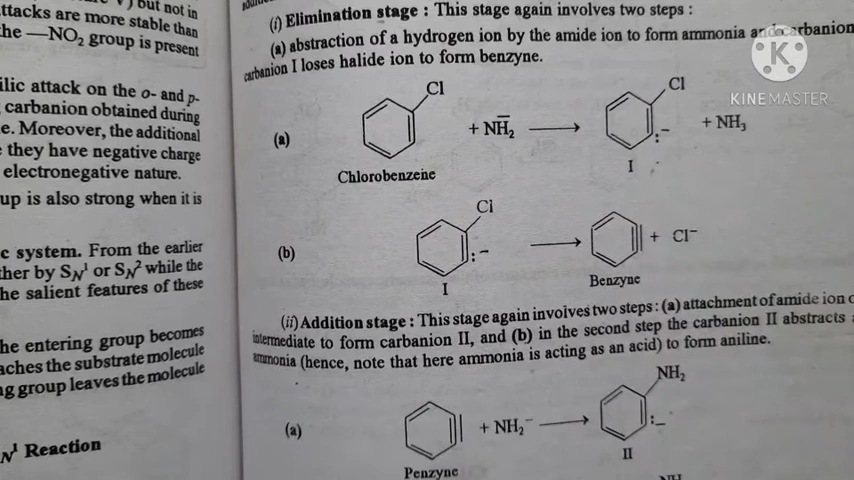 ) but not in
ttacks are more stable than
the —NO₂ group is present
ilic attack on the o- and p-
carbanion obtained during
e. Moreover, the additional
they have negative charge
electronegative nature.
up is also strong when it is
c system. From the earlier
ther by S_N¹ or S_N² while the
he salient features of these
he entering group becomes
aches the substrate molecule
ng group leaves the molecule
N¹ Reaction
(i) Elimination stage : This stage again involves two steps :
(a) abstraction of a hydrogen ion by the amide ion to form ammonia and carbanion
carbanion I loses halide ion to form benzyne.
K
KINEMASTER
Cl Cl
(a) + NH₂⁻ ⟶ :− + NH₃
Chlorobenzene I
Cl
(b) :− ⟶ + Cl⁻
I Benzyne
(ii) Addition stage : This stage again involves two steps : (a) attachment of amide ion
intermediate to form carbanion II, and (b) in the second step the carbanion II abstracts
ammonia (hence, note that here ammonia is acting as an acid) to form aniline.
NH₂
(a) + NH₂⁻ ⟶ :−
Penzyne II